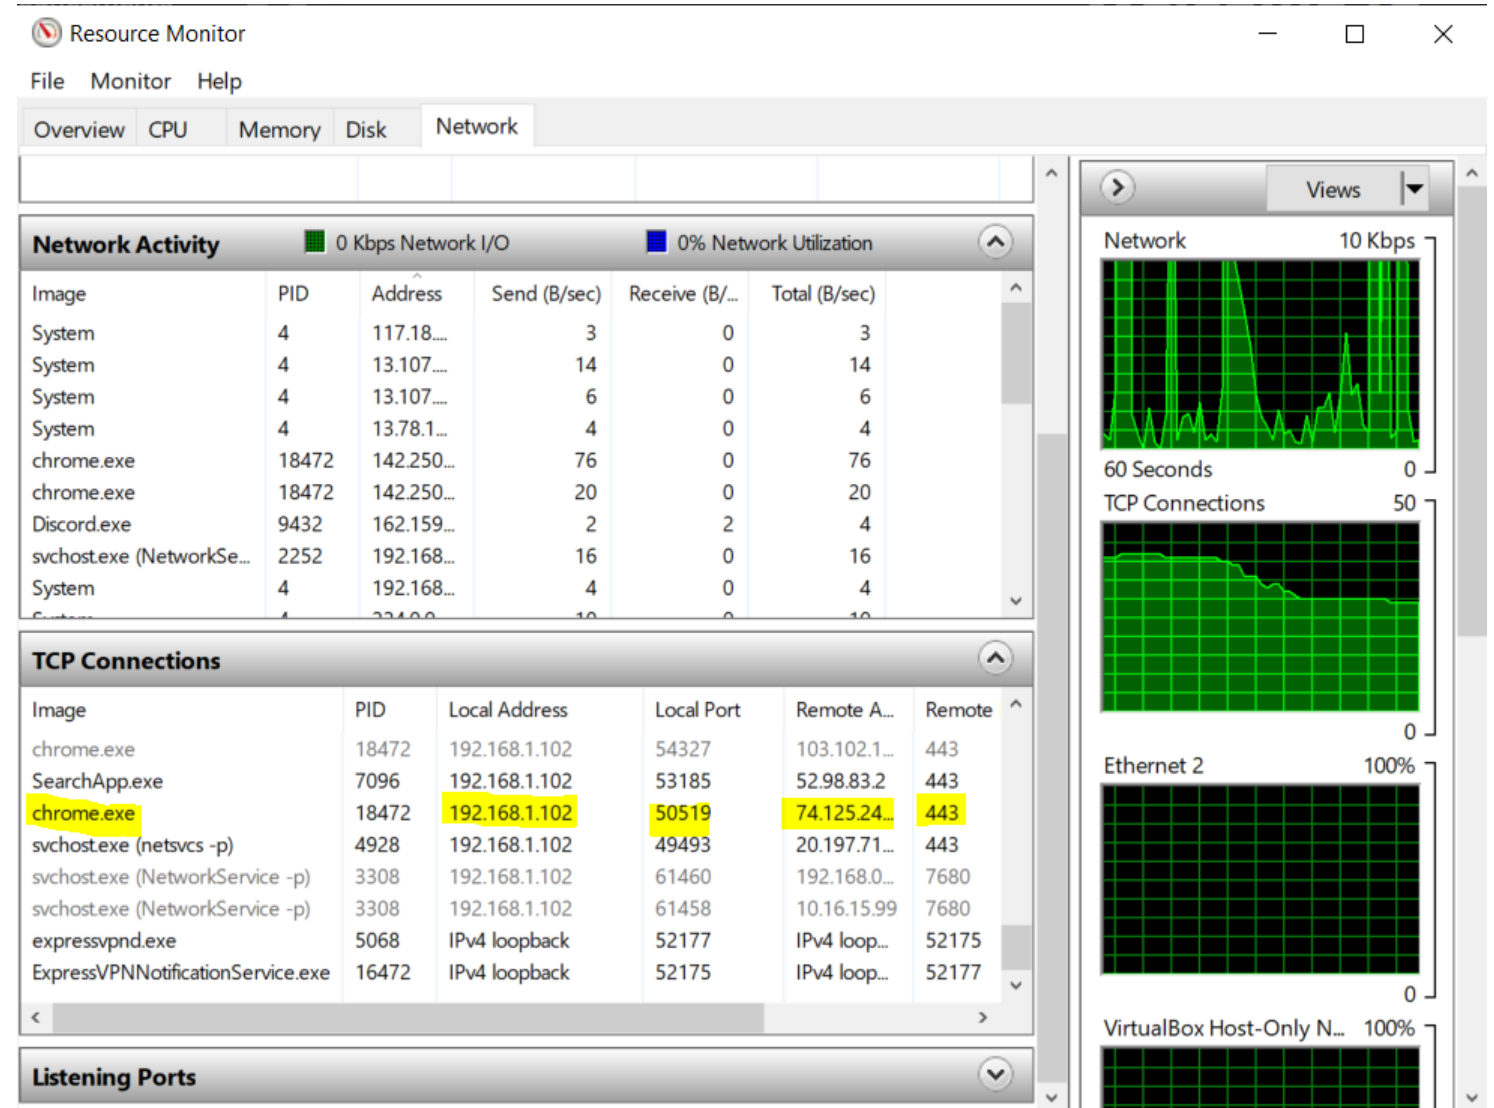 Resource Monitor
File Monitor Help
Overview CPU Memory Disk Network
Views
Network Activity 0 Kbps Network I/O 0% Network Utilization
Image PID Address Send (B/sec) Receive (B/... Total (B/sec)
System 4 117.18.... 3 0 3
System 4 13.107.... 14 0 14
System 4 13.107.... 6 0 6
System 4 13.78.1... 4 0 4
chrome.exe 18472 142.250... 76 0 76
chrome.exe 18472 142.250... 20 0 20
Discord.exe 9432 162.159... 2 2 4
svchost.exe (NetworkSe... 2252 192.168... 16 0 16
System 4 192.168... 4 0 4
TCP Connections
Image PID Local Address Local Port Remote A... Remote
chrome.exe 18472 192.168.1.102 54327 103.102.1... 443
SearchApp.exe 7096 192.168.1.102 53185 52.98.83.2 443
chrome.exe 18472 192.168.1.102 50519 74.125.24... 443
svchost.exe (netsvcs -p) 4928 192.168.1.102 49493 20.197.71... 443
svchost.exe (NetworkService -p) 3308 192.168.1.102 61460 192.168.0... 7680
svchost.exe (NetworkService -p) 3308 192.168.1.102 61458 10.16.15.99 7680
expressvpnd.exe 5068 IPv4 loopback 52177 IPv4 loop... 52175
ExpressVPNNotificationService.exe 16472 IPv4 loopback 52175 IPv4 loop... 52177
Listening Ports
Network 10 Kbps
60 Seconds 0
TCP Connections 50
0
Ethernet 2 100%
0
VirtualBox Host-Only N... 100%